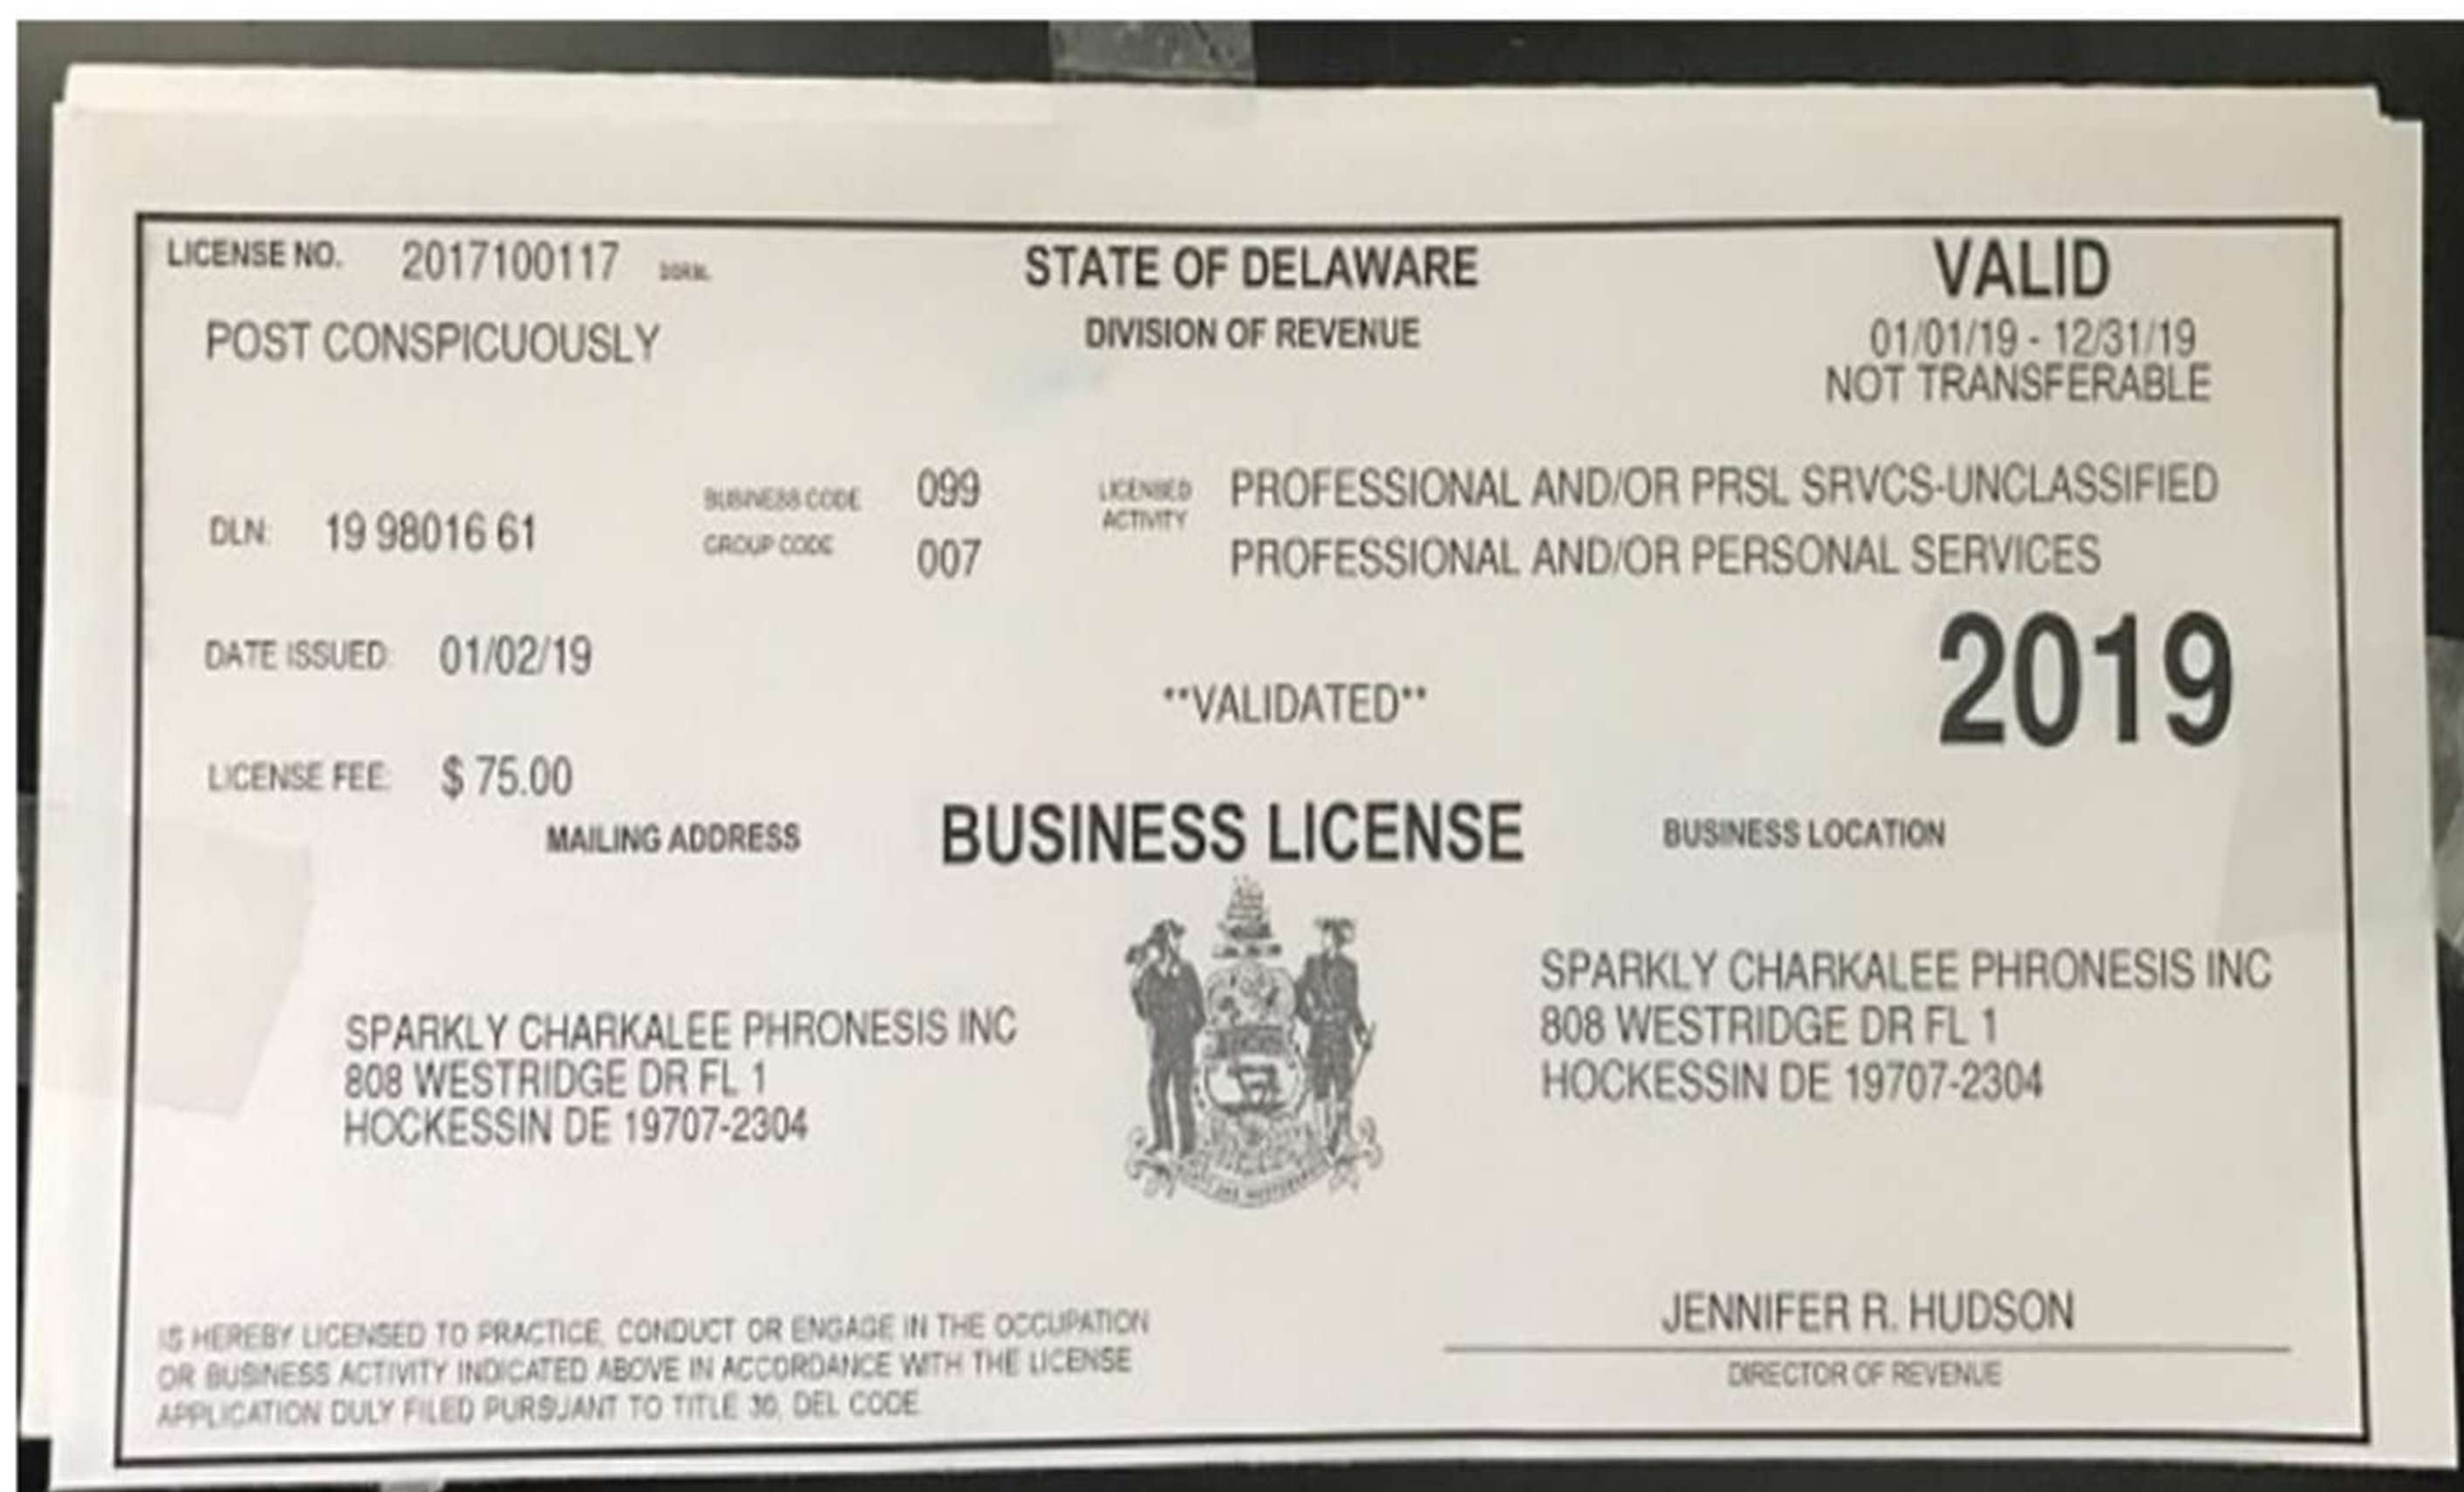 LICENSE NO. 2017100117
POST CONSPICUOUSLY
STATE OF DELAWARE
DIVISION OF REVENUE
VALID
01/01/19 - 12/31/19
NOT TRANSFERABLE
DLN: 19 98016 61
BUSINESS CODE 099
GROUP CODE 007
LICENSED
ACTIVITY
PROFESSIONAL AND/OR PRSL SRVCS-UNCLASSIFIED
PROFESSIONAL AND/OR PERSONAL SERVICES
DATE ISSUED: 01/02/19
**VALIDATED**
2019
LICENSE FEE: $ 75.00
MAILING ADDRESS
BUSINESS LICENSE
BUSINESS LOCATION
SPARKLY CHARKALEE PHRONESIS INC
808 WESTRIDGE DR FL 1
HOCKESSIN DE 19707-2304
SPARKLY CHARKALEE PHRONESIS INC
808 WESTRIDGE DR FL 1
HOCKESSIN DE 19707-2304
IS HEREBY LICENSED TO PRACTICE, CONDUCT OR ENGAGE IN THE OCCUPATION
OR BUSINESS ACTIVITY INDICATED ABOVE IN ACCORDANCE WITH THE LICENSE
APPLICATION DULY FILED PURSUANT TO TITLE 30, DEL CODE
JENNIFER R. HUDSON
DIRECTOR OF REVENUE